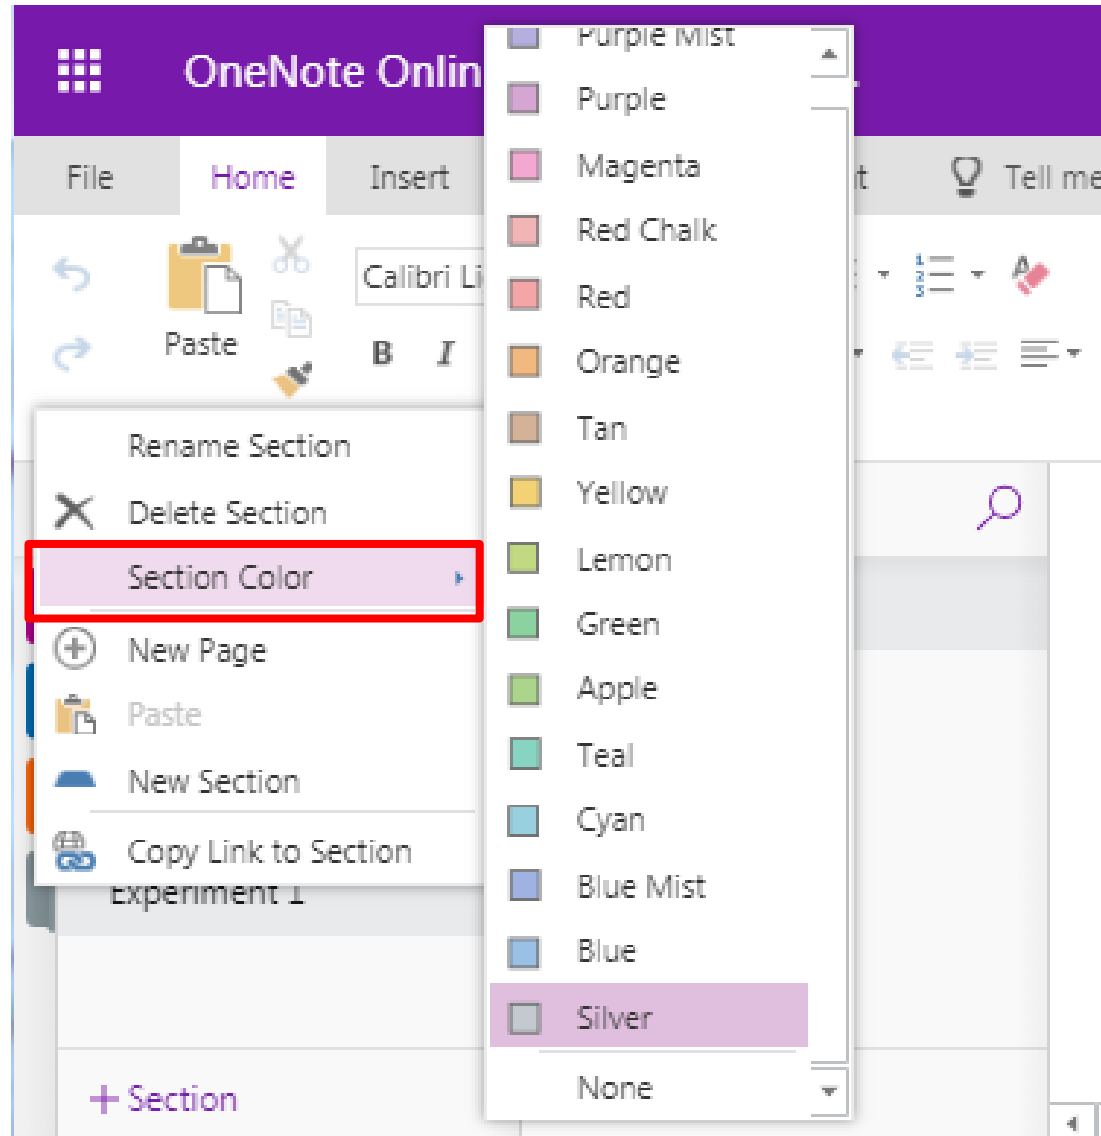 OneNote Onlin
File
Home
Insert
Tell me
Paste
Calibri Li
B I
Rename Section
Delete Section
Section Color
New Page
Paste
New Section
Copy Link to Section
Experiment 1
+ Section
Purple Mist
Purple
Magenta
Red Chalk
Red
Orange
Tan
Yellow
Lemon
Green
Apple
Teal
Cyan
Blue Mist
Blue
Silver
None